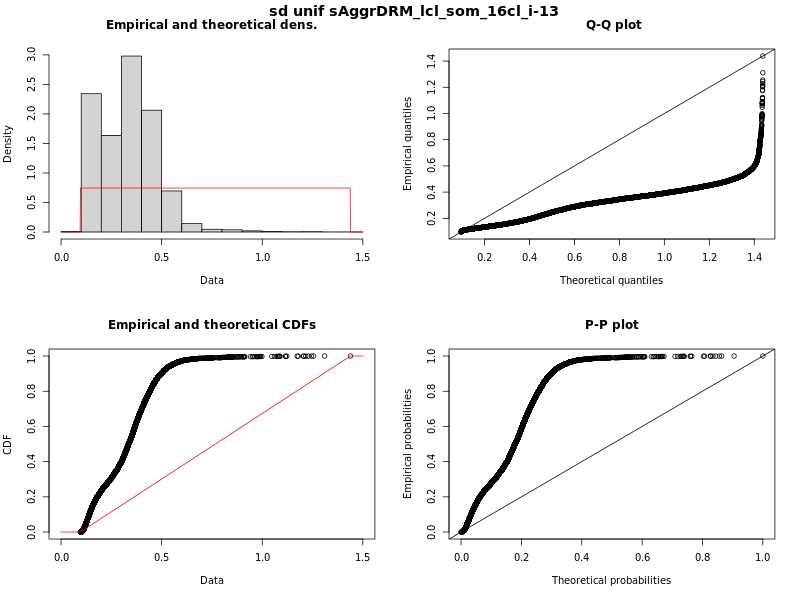 sd unif sAggrDRM_lcl_som_16cl_i-13
Empirical and theoretical dens.
Density
0.0 0.5 1.0 1.5 2.0 2.5 3.0
0.0 0.5 1.0 1.5
Data
Q-Q plot
Empirical quantiles
0.2 0.4 0.6 0.8 1.0 1.2 1.4
0.2 0.4 0.6 0.8 1.0 1.2 1.4
Theoretical quantiles
Empirical and theoretical CDFs
CDF
0.0 0.2 0.4 0.6 0.8 1.0
0.0 0.5 1.0 1.5
Data
P-P plot
Empirical probabilities
0.0 0.2 0.4 0.6 0.8 1.0
0.0 0.2 0.4 0.6 0.8 1.0
Theoretical probabilities